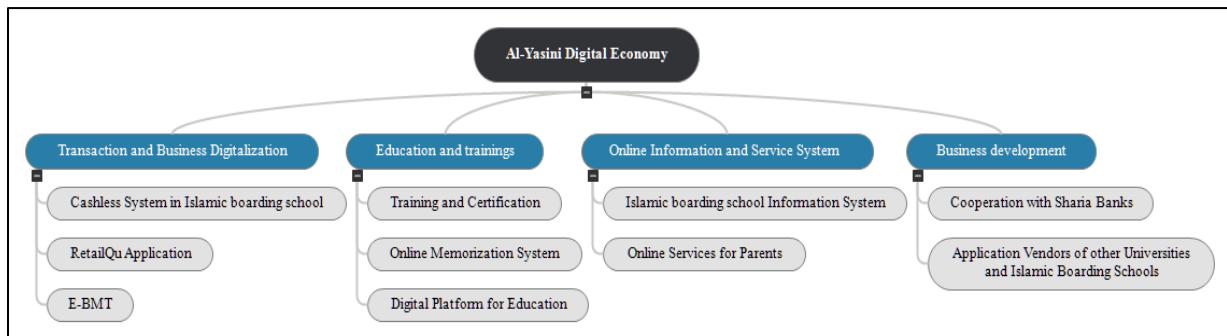 Al-Yasini Digital Economy
Transaction and Business Digitalization
Cashless System in Islamic boarding school
RetailQu Application
E-BMT
Education and trainings
Training and Certification
Online Memorization System
Digital Platform for Education
Online Information and Service System
Islamic boarding school Information System
Online Services for Parents
Business development
Cooperation with Sharia Banks
Application Vendors of other Universities
and Islamic Boarding Schools